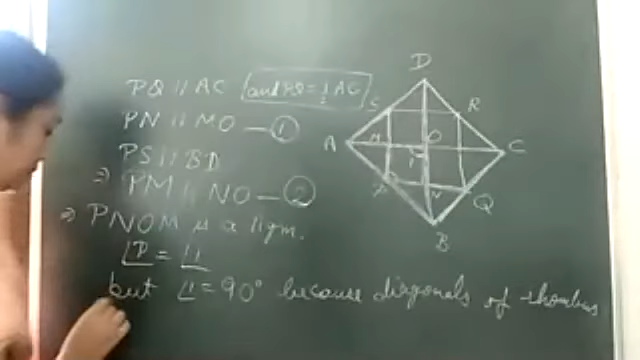 PQ || AC (and PQ = 1/2 AC)
PN || MO — ①
PS || BD
⇒ PM || NO — ②
⇒ PNOM is a llgm.
∠P = ∠1
but ∠1 = 90° because diagonals of rhombus
D
S R
A M O C
1
P N Q
B